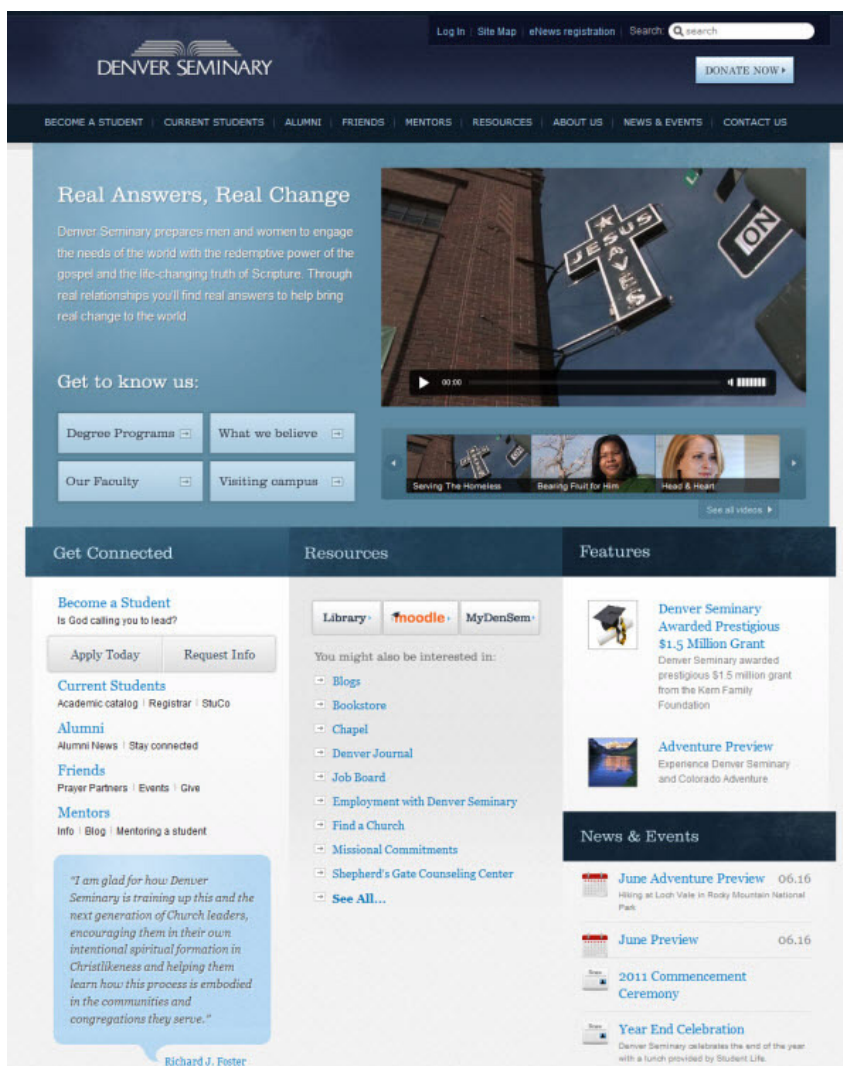 Log In | Site Map | eNews registration | Search: search
DENVER SEMINARY
DONATE NOW
BECOME A STUDENT | CURRENT STUDENTS | ALUMNI | FRIENDS | MENTORS | RESOURCES | ABOUT US | NEWS & EVENTS | CONTACT US
Real Answers, Real Change
Denver Seminary prepares men and women to engage
the needs of the world with the redemptive power of the
gospel and the life-changing truth of Scripture. Through
real relationships you'll find real answers to help bring
real change to the world.
JESUS
SAVES
ON
00:00
Get to know us:
Degree Programs
What we believe
Our Faculty
Visiting campus
Serving The Homeless
Bearing Fruit for Him
Head & Heart
See all videos
Get Connected
Become a Student
Is God calling you to lead?
Apply Today
Request Info
Current Students
Academic catalog | Registrar | StuCo
Alumni
Alumni News | Stay connected
Friends
Prayer Partners | Events | Give
Mentors
Info | Blog | Mentoring a student
"I am glad for how Denver
Seminary is training up this and the
next generation of Church leaders,
encouraging them in their own
intentional spiritual formation in
Christlikeness and helping them
learn how this process is embodied
in the communities and
congregations they serve."
Richard J. Foster
Resources
Library
moodle
MyDenSem
You might also be interested in:
Blogs
Bookstore
Chapel
Denver Journal
Job Board
Employment with Denver Seminary
Find a Church
Missional Commitments
Shepherd's Gate Counseling Center
See All...
Features
Denver Seminary
Awarded Prestigious
$1.5 Million Grant
Denver Seminary awarded
prestigious $1.5 million grant
from the Kern Family
Foundation
Adventure Preview
Experience Denver Seminary
and Colorado Adventure
News & Events
June Adventure Preview 06.16
Hiking at Loch Vale in Rocky Mountain National
Park
June Preview 06.16
2011 Commencement
Ceremony
Year End Celebration
Denver Seminary celebrates the end of the year
with a lunch provided by Student Life.